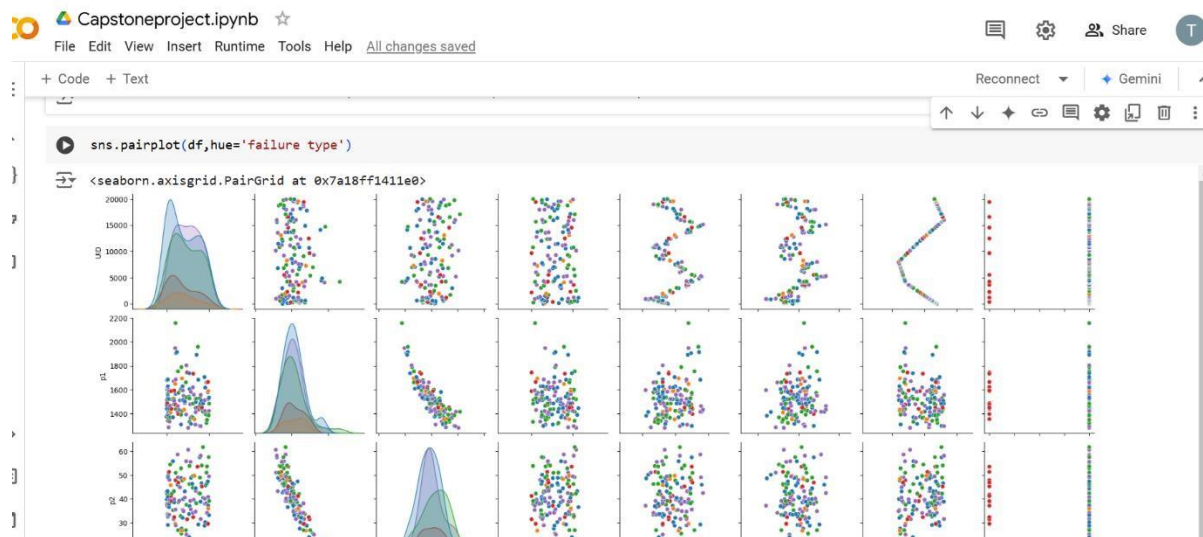 Capstoneproject.ipynb
File Edit View Insert Runtime Tools Help All changes saved
Share
T
+ Code + Text
Reconnect
Gemini
sns.pairplot(df,hue='failure type')
<seaborn.axisgrid.PairGrid at 0x7a18ff1411e0>
20000
15000
10000
5000
0
2200
2000
1800
1600
1400
p1
60
50
40
30
p2